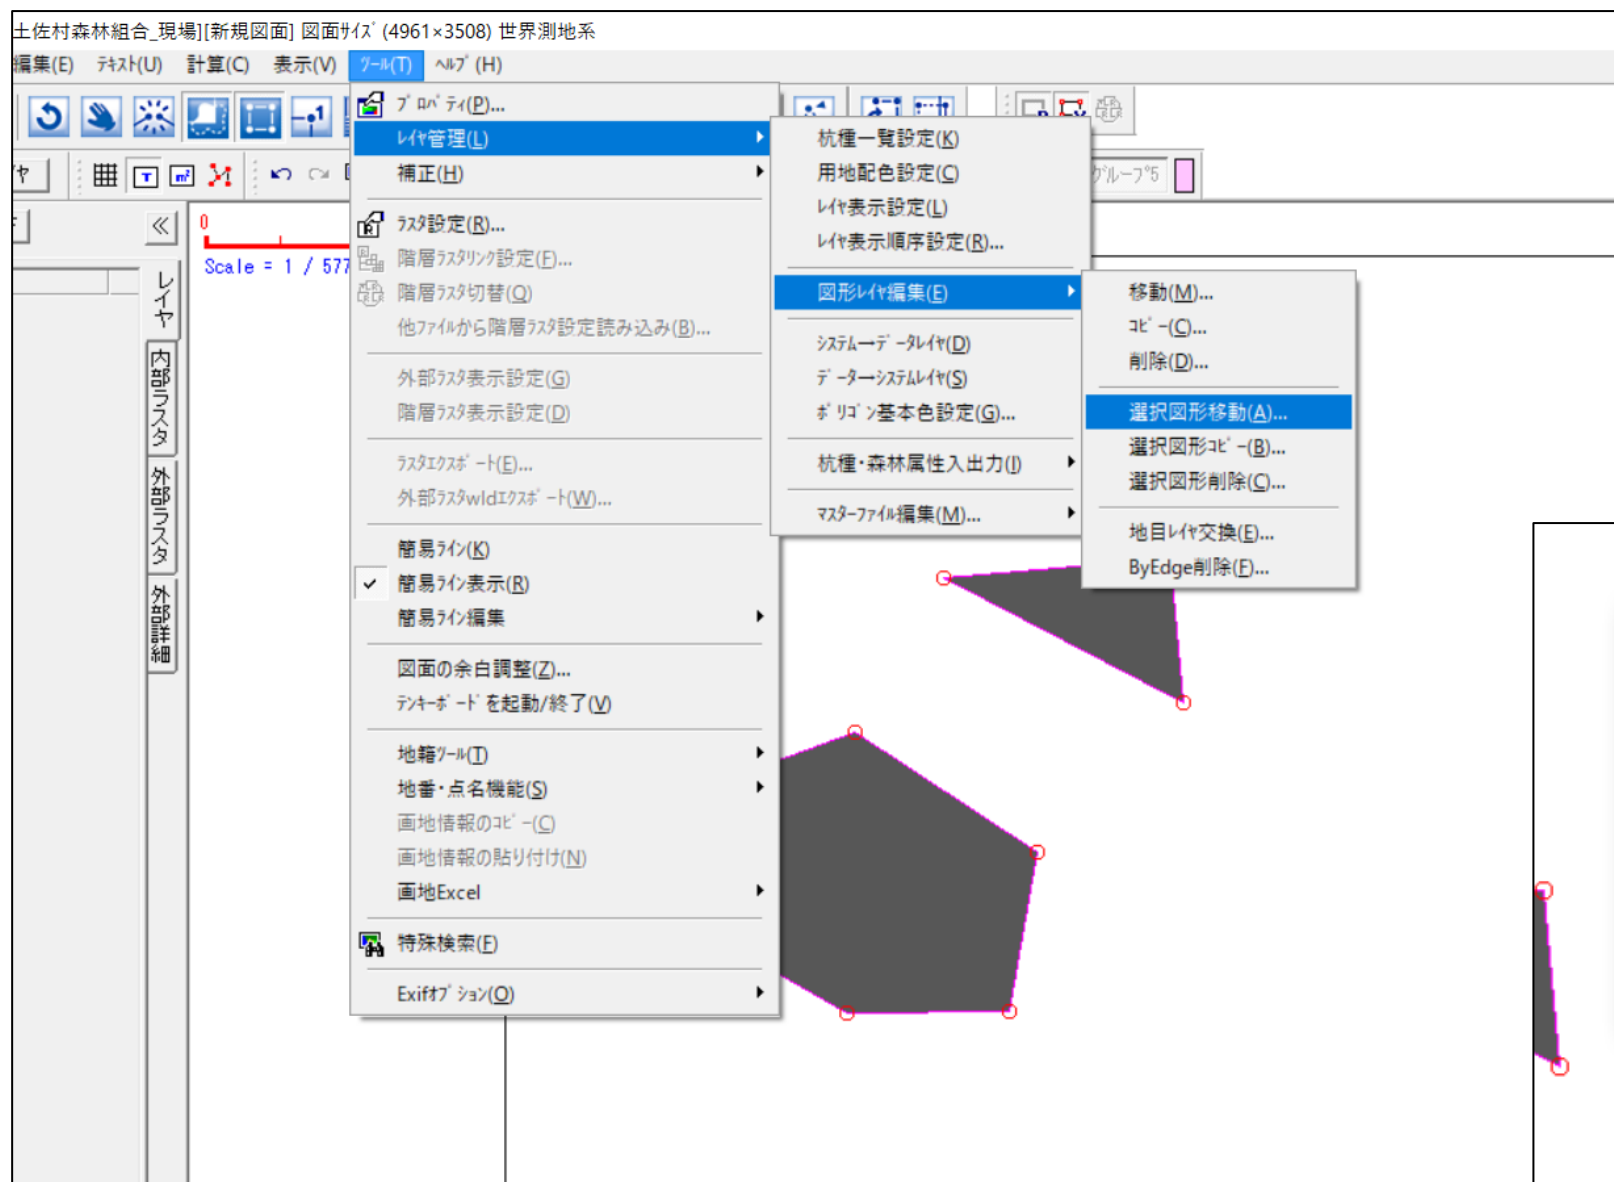 土佐村森林組合_現場][新規図面] 図面ｻｲｽﾞ(4961×3508) 世界測地系
編集(E) ﾃｷｽﾄ(U) 計算(C) 表示(V) ﾂｰﾙ(T) ﾍﾙﾌﾟ(H)
ﾌﾟﾛﾊﾟﾃｨ(P)...
ﾚｲﾔ管理(L)
補正(H)
ﾗｽﾀ設定(R)...
階層ﾗｽﾀﾘﾝｸ設定(F)...
階層ﾗｽﾀ切替(Q)
他ﾌｧｲﾙから階層ﾗｽﾀ設定読み込み(B)...
外部ﾗｽﾀ表示設定(G)
階層ﾗｽﾀ表示設定(D)
ﾗｽﾀｴｸｽﾎﾟｰﾄ(E)...
外部ﾗｽﾀwldｴｸｽﾎﾟｰﾄ(W)...
簡易ﾗｲﾝ(K)
簡易ﾗｲﾝ表示(R)
簡易ﾗｲﾝ編集
図面の余白調整(Z)...
ﾃﾝｷｰﾎﾞｰﾄﾞを起動/終了(V)
地籍ﾂｰﾙ(T)
地番･点名機能(S)
画地情報のｺﾋﾟｰ(C)
画地情報の貼り付け(N)
画地Excel
特殊検索(F)
Exifｵﾌﾟｼｮﾝ(O)
杭種一覧設定(K)
用地配色設定(C)
ﾚｲﾔ表示設定(L)
ﾚｲﾔ表示順序設定(R)...
図形ﾚｲﾔ編集(E)
ｼｽﾃﾑ→ﾃﾞｰﾀﾚｲﾔ(D)
ﾃﾞｰﾀ→ｼｽﾃﾑﾚｲﾔ(S)
ﾎﾟﾘｺﾞﾝ基本色設定(G)...
杭種･森林属性入出力(J)
ﾏｽﾀｰﾌｧｲﾙ編集(M)...
移動(M)...
ｺﾋﾟｰ(C)...
削除(D)...
選択図形移動(A)...
選択図形ｺﾋﾟｰ(B)...
選択図形削除(C)...
地目ﾚｲﾔ交換(E)...
ByEdge削除(F)...
ﾔ
T
m²
ｸﾞﾙｰﾌﾟ5
0
Scale = 1 / 577
レイヤ
内部ラスタ
外部ラスタ
外部詳細